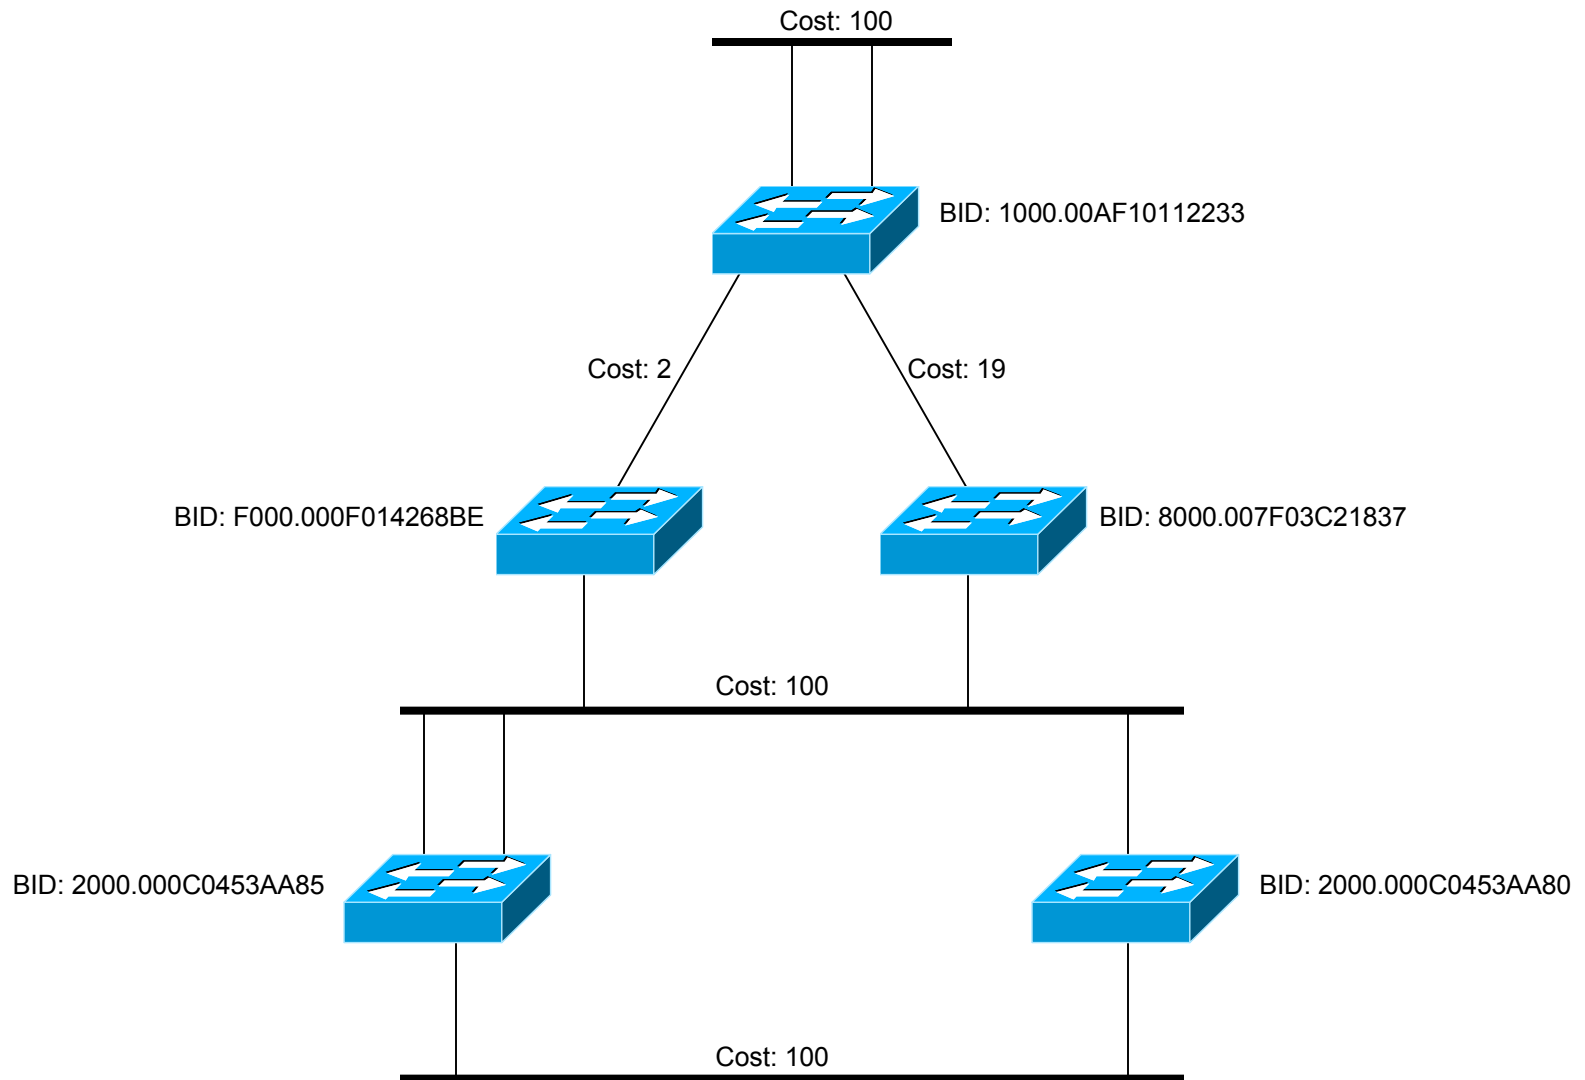 Cost: 100
BID: 1000.00AF10112233
Cost: 2
Cost: 19
BID: F000.000F014268BE
BID: 8000.007F03C21837
Cost: 100
BID: 2000.000C0453AA85
BID: 2000.000C0453AA80
Cost: 100